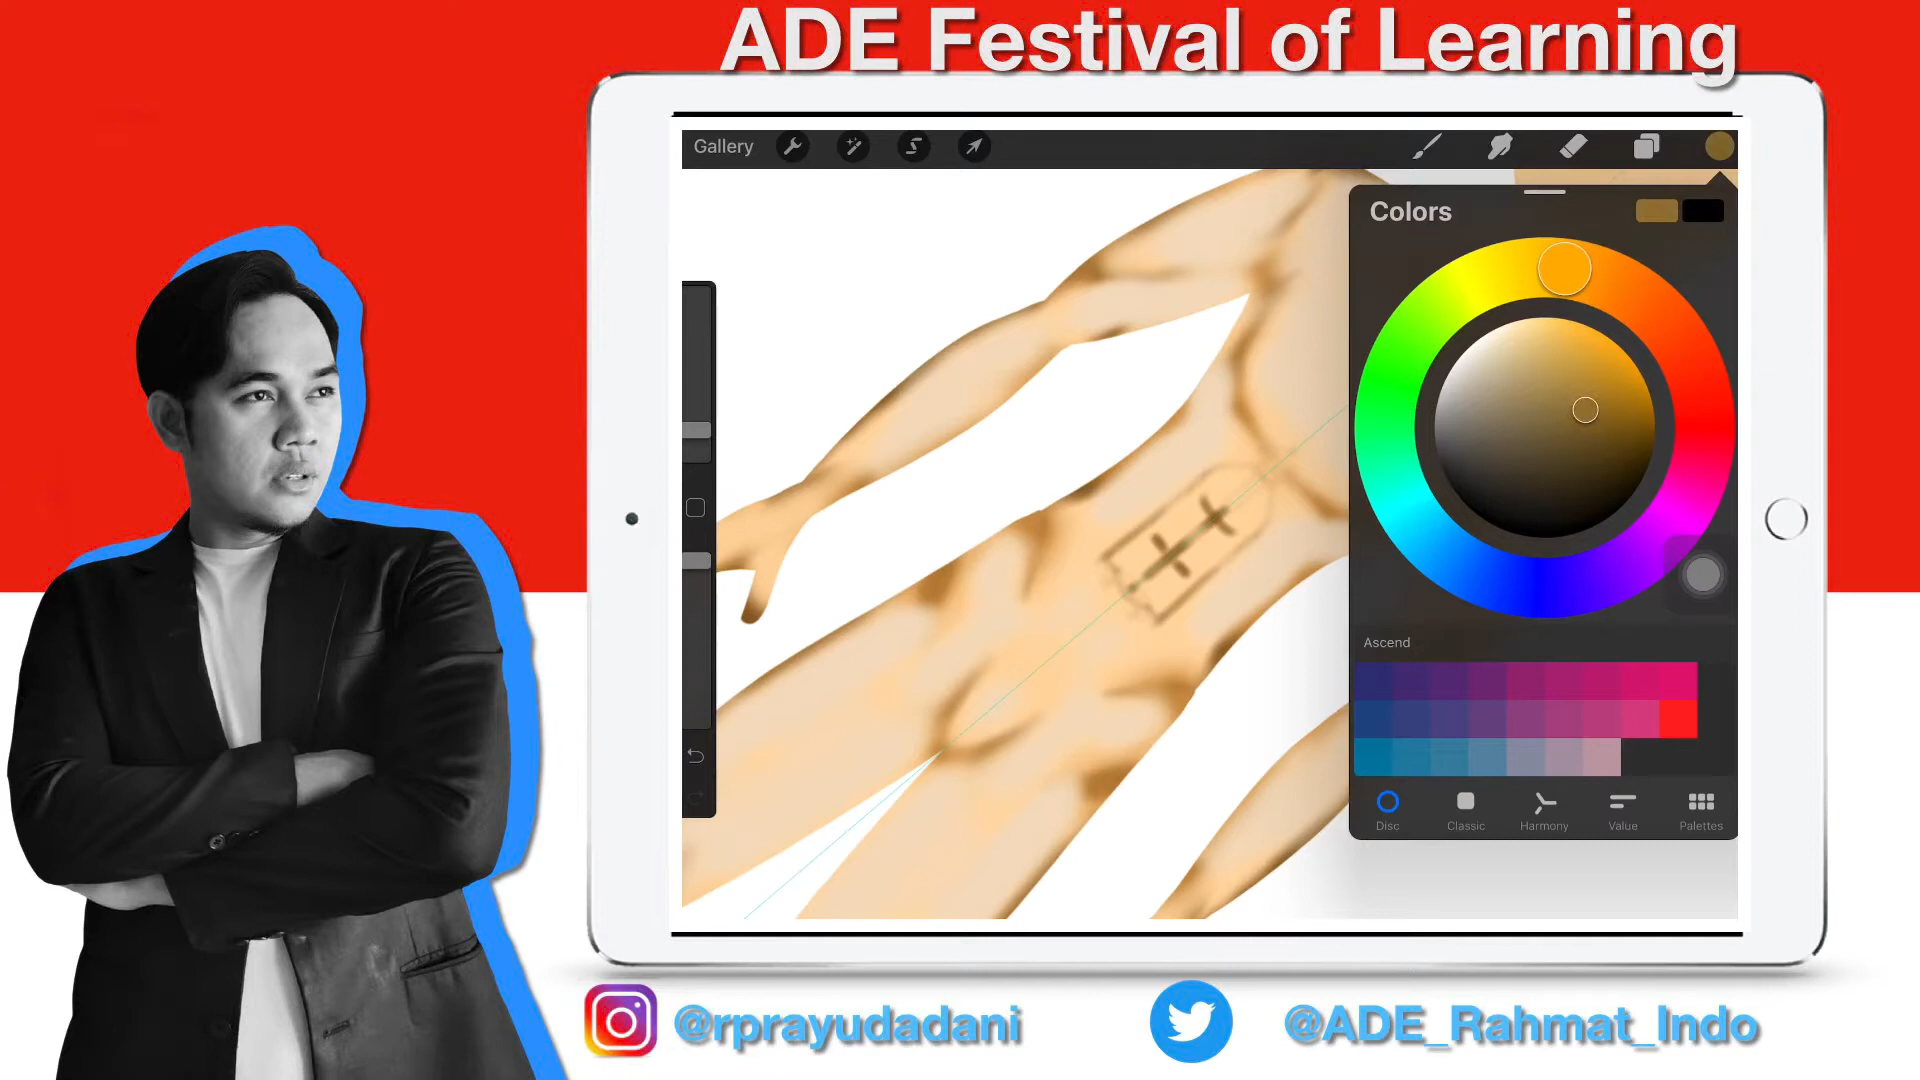 ADE Festival of Learning
Gallery
Colors
Ascend
Disc
Classic
Harmony
Value
Palettes
@rprayudadani
@ADE_Rahmat_Indo